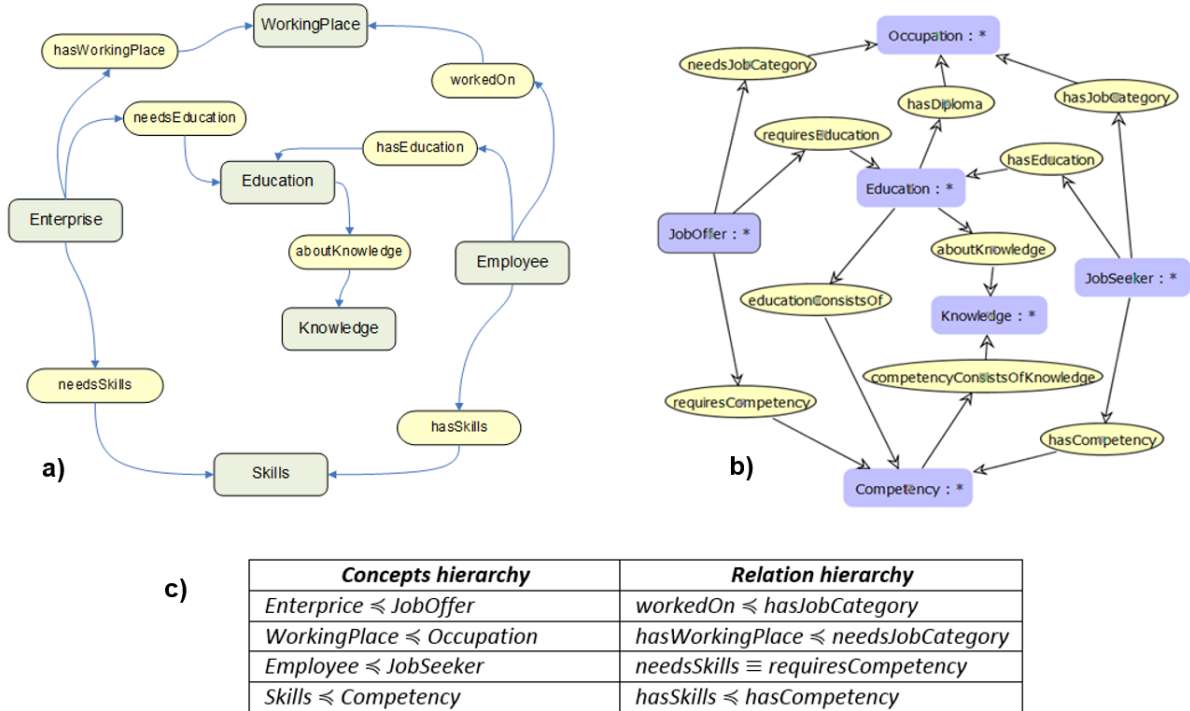 WorkingPlace
hasWorkingPlace
workedOn
needsEducation
hasEducation
Education
Enterprise
aboutKnowledge
Employee
Knowledge
needsSkills
hasSkills
a)
Skills
Occupation : *
needsJobCategory
hasDiploma
hasJobCategory
requiresEducation
hasEducation
Education : *
JobOffer : *
aboutKnowledge
JobSeeker : *
educationConsistsOf
Knowledge : *
competencyConsistsOfKnowledge
requiresCompetency
hasCompetency
b)
Competency : *
c)
Concepts hierarchy Relation hierarchy
Enterprice ≼ JobOffer workedOn ≼ hasJobCategory
WorkingPlace ≼ Occupation hasWorkingPlace ≼ needsJobCategory
Employee ≼ JobSeeker needsSkills ≡ requiresCompetency
Skills ≼ Competency hasSkills ≼ hasCompetency